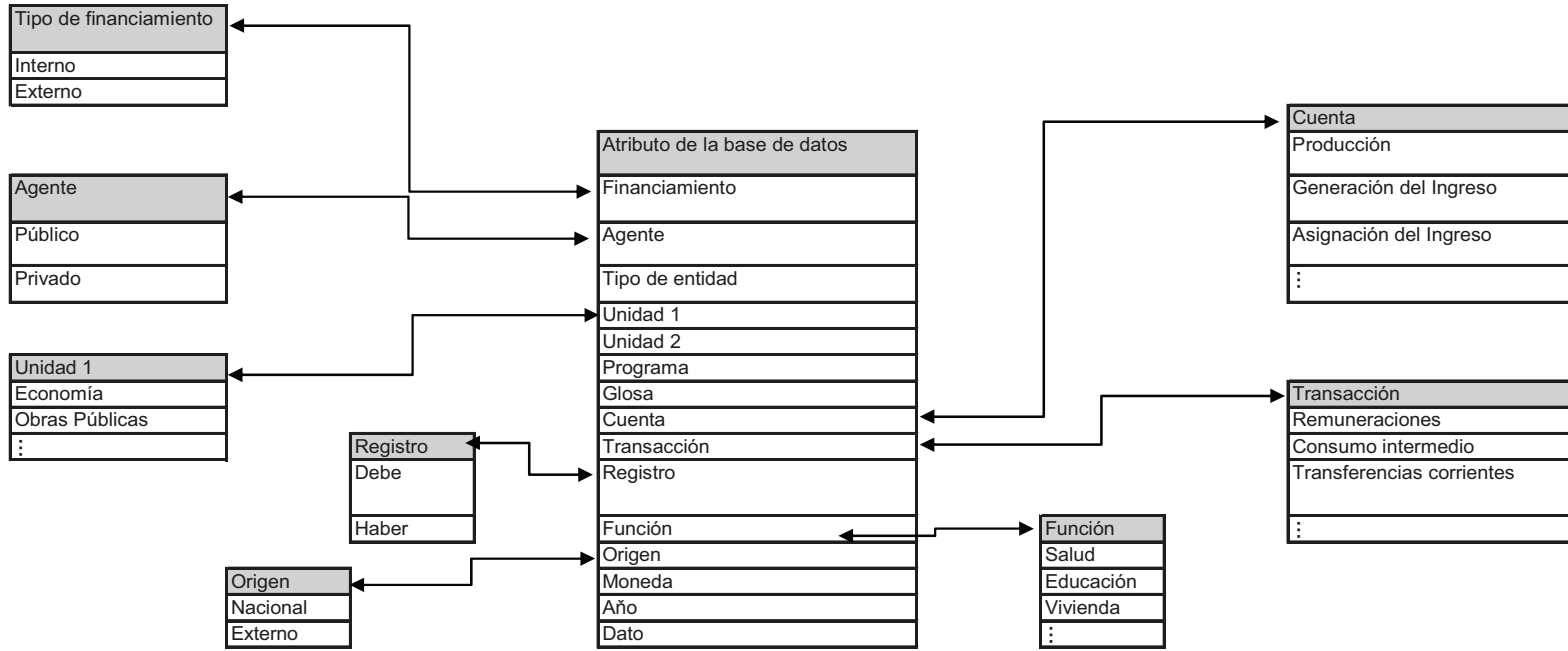 Tipo de financiamiento
Interno
Externo
Agente
Público
Privado
Unidad 1
Economía
Obras Públicas
⋮
Registro
Debe
Haber
Origen
Nacional
Externo
Atributo de la base de datos
Financiamiento
Agente
Tipo de entidad
Unidad 1
Unidad 2
Programa
Glosa
Cuenta
Transacción
Registro
Función
Origen
Moneda
Año
Dato
Función
Salud
Educación
Vivienda
⋮
Cuenta
Producción
Generación del Ingreso
Asignación del Ingreso
⋮
Transacción
Remuneraciones
Consumo intermedio
Transferencias corrientes
⋮